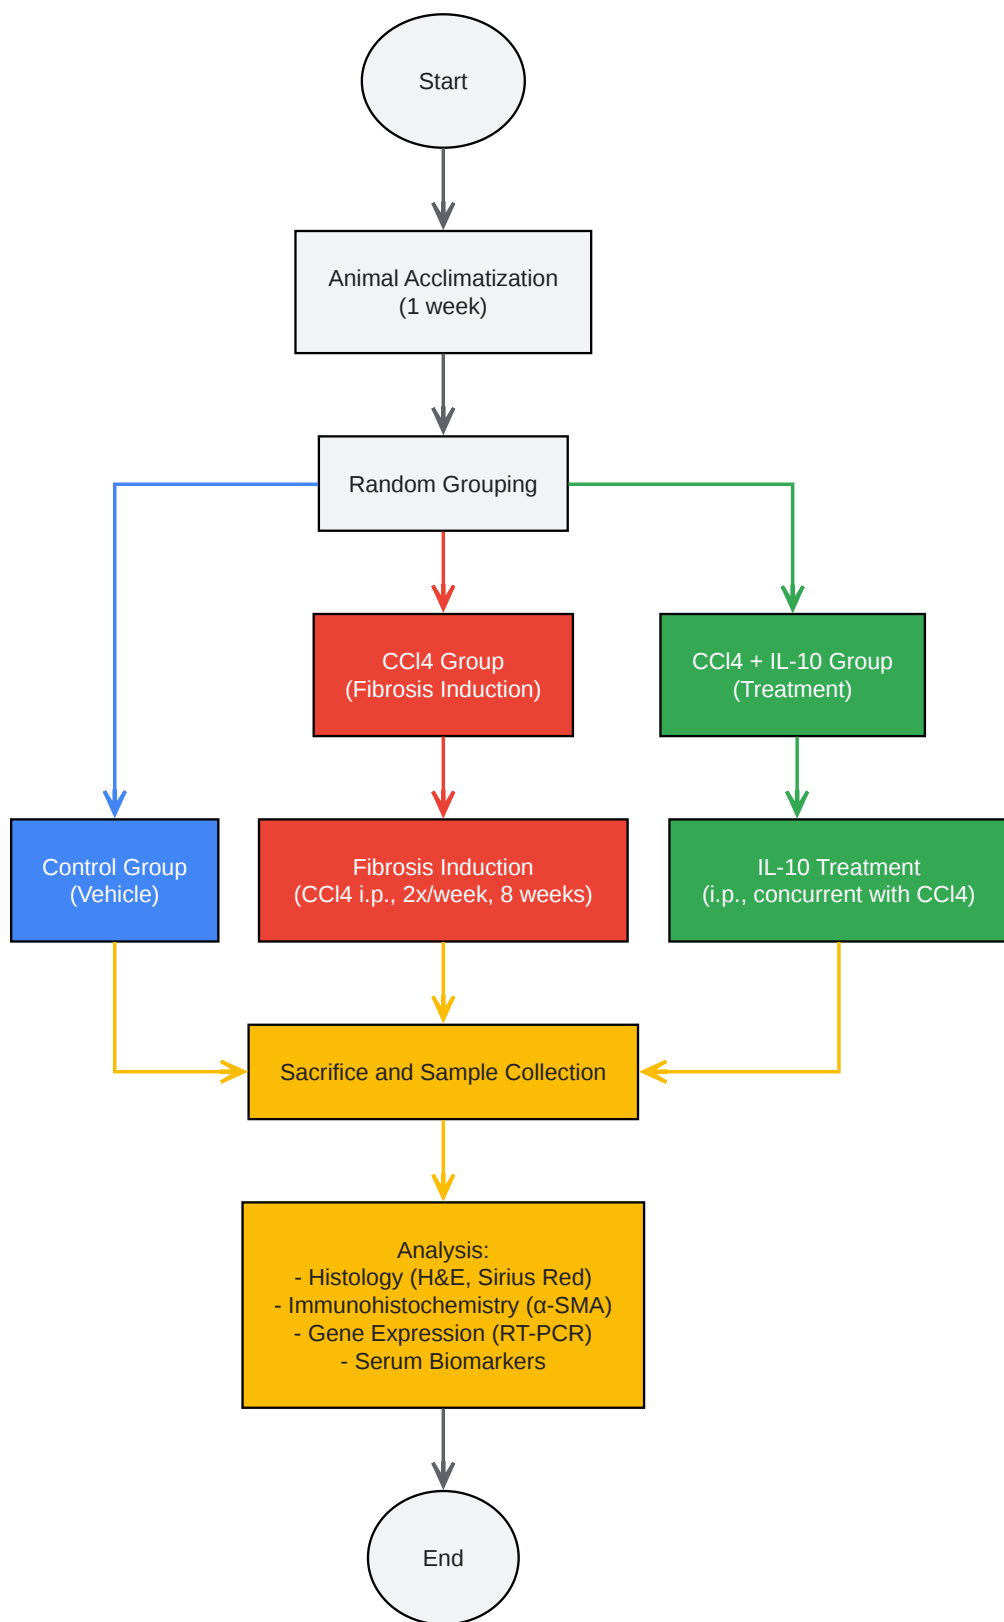 Start
Animal Acclimatization
(1 week)
Random Grouping
CCl4 Group
(Fibrosis Induction)
CCl4 + IL-10 Group
(Treatment)
Control Group
(Vehicle)
Fibrosis Induction
(CCl4 i.p., 2x/week, 8 weeks)
IL-10 Treatment
(i.p., concurrent with CCl4)
Sacrifice and Sample Collection
Analysis:
- Histology (H&E, Sirius Red)
- Immunohistochemistry (α-SMA)
- Gene Expression (RT-PCR)
- Serum Biomarkers
End